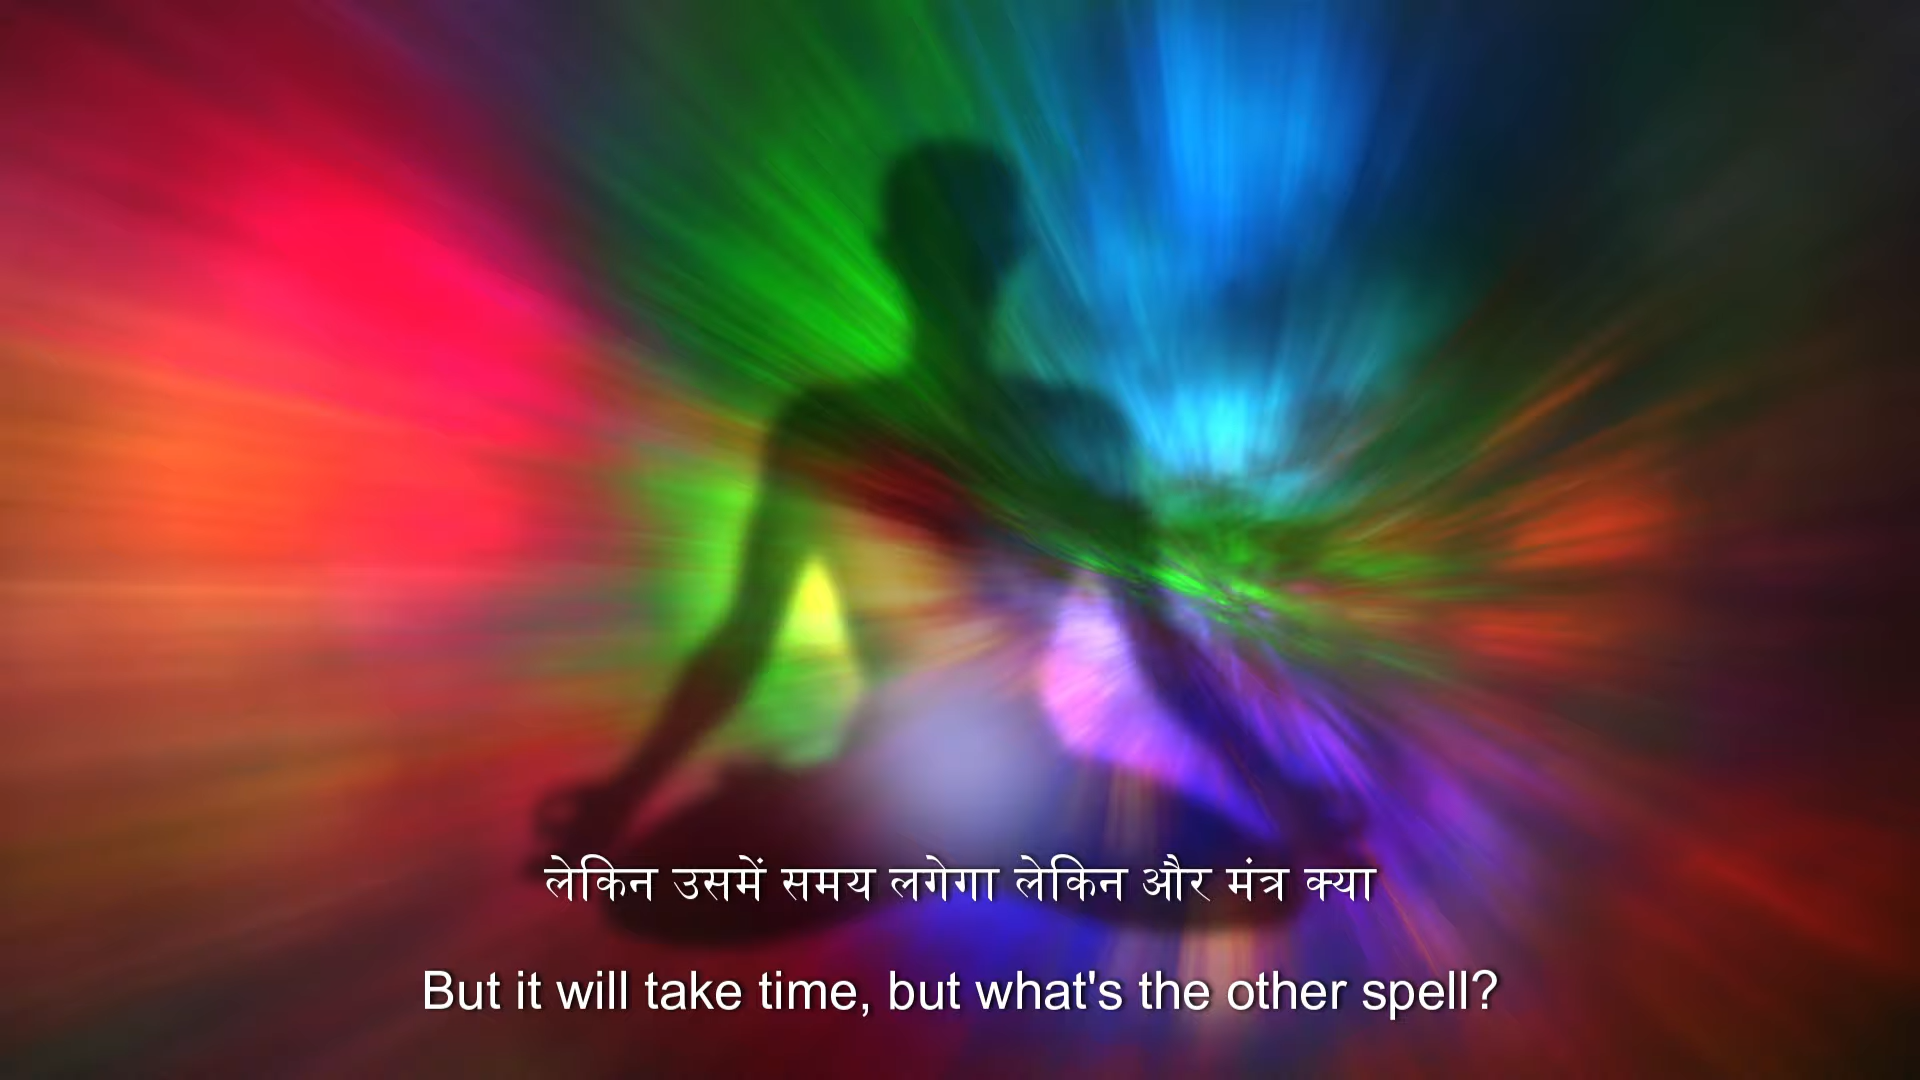 लेकिन उसमें समय लगेगा लेकिन और मंत्र क्या
But it will take time, but what's the other spell?